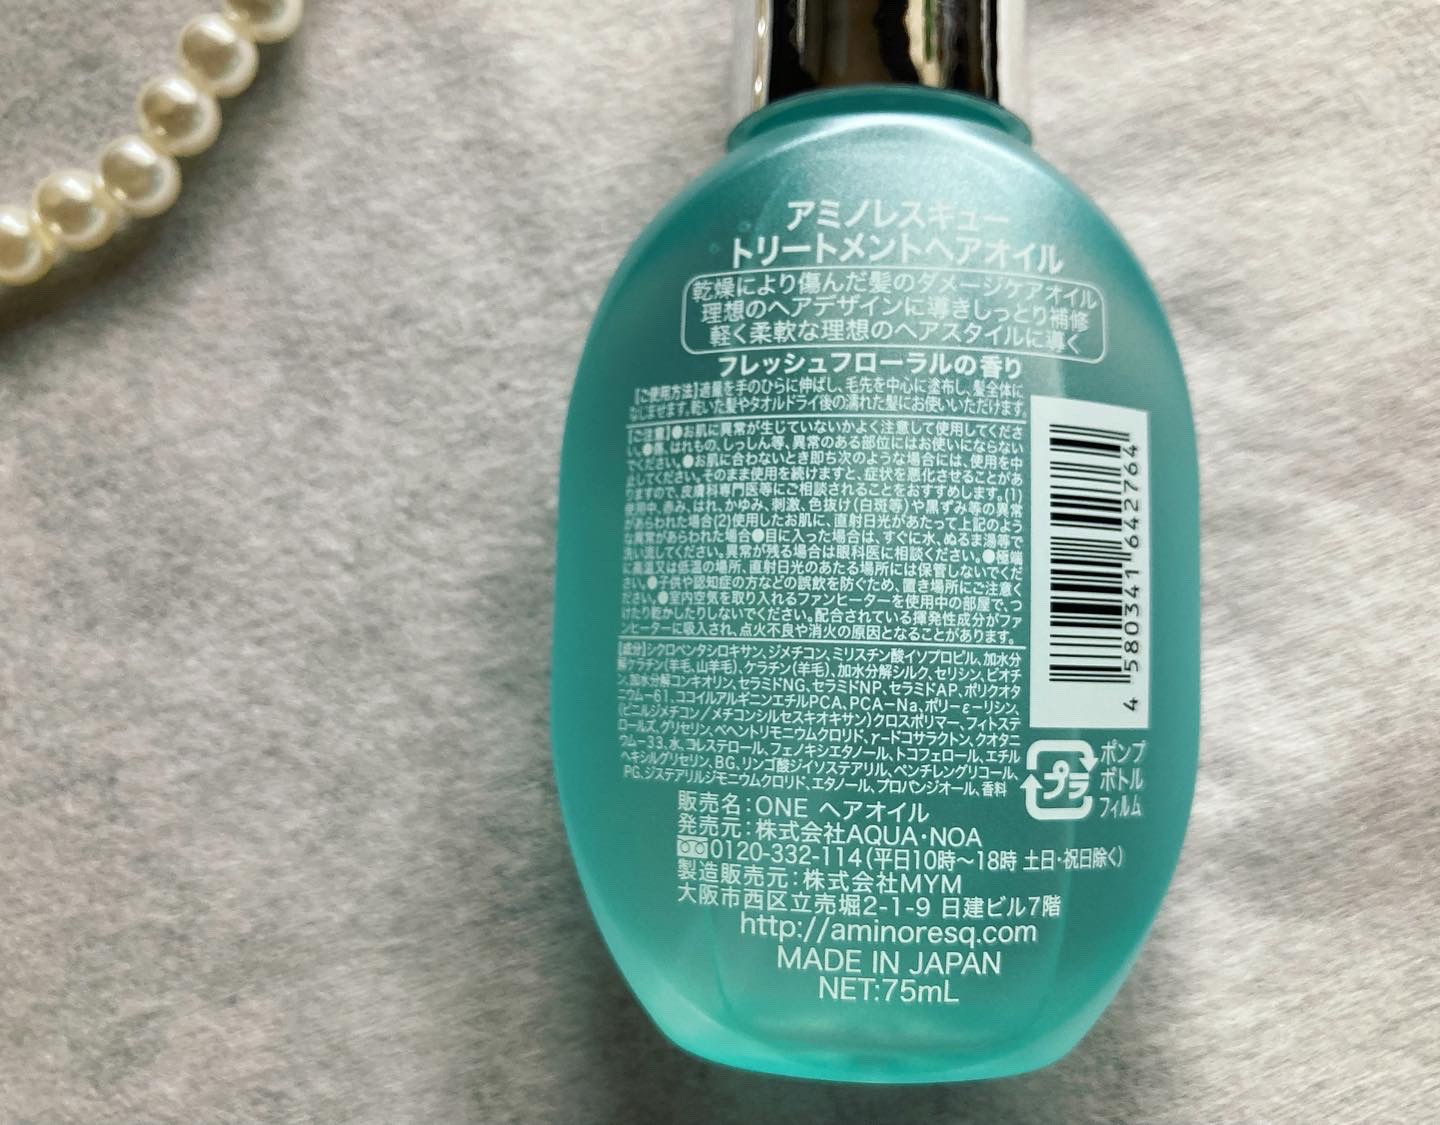 アミノレスキュー
トリートメントヘアオイル
乾燥により傷んだ髪のダメージケアオイル
理想のヘアデザインに導きしっとり補修
軽く柔軟な理想のヘアスタイルに導く
フレッシュフローラルの香り
【ご使用方法】適量を手のひらに伸ばし、毛先を中心に塗布し、髪全体に
なじませます。乾いた髪やタオルドライ後の濡れた髪にお使いいただけます。
【ご注意】●お肌に異常が生じていないかよく注意して使用してくださ
い。●傷、はれもの、しっしん等、異常のある部位にはお使いにならない
でください。●お肌に合わないとき即ち次のような場合には、使用を中
止してください。そのまま使用を続けますと、症状を悪化させることがあ
りますので、皮膚科専門医等にご相談されることをおすすめします。(1)
使用中、赤み、はれ、かゆみ、刺激、色抜け(白斑等)や黒ずみ等の異常
があらわれた場合(2)使用したお肌に、直射日光があたって上記のよう
な異常があらわれた場合●目に入った場合は、すぐに水、ぬるま湯等で
洗い流してください。異常が残る場合は眼科医に相談ください。●極端
に高温又は低温の場所、直射日光のあたる場所には保管しないでくだ
さい。●子供や認知症の方などの誤飲を防ぐため、置き場所にご注意く
ださい。●室内空気を取り入れるファンヒーターを使用中の部屋で、つ
けたり乾かしたりしないでください。配合されている揮発性成分がファ
ンヒーターに吸入され、点火不良や消火の原因となることがあります。
【成分】シクロペンタシロキサン、ジメチコン、ミリスチン酸イソプロピル、加水分
解ケラチン(羊毛、山羊毛)、ケラチン(羊毛)、加水分解シルク、セリシン、ビオチ
ン、加水分解コンキオリン、セラミドNG、セラミドNP、セラミドAP、ポリクオタ
ニウム－61、ココイルアルギニンエチルPCA、PCA－Na、ポリ－ε－リシン、
(ビニルジメチコン／メチコンシルセスキオキサン)クロスポリマー、フィトステ
ロールズ、グリセリン、ベヘントリモニウムクロリド、γ－ドコサラクトン、クオタニ
ウム－33、水、コレステロール、フェノキシエタノール、トコフェロール、エチル
ヘキシルグリセリン、BG、リンゴ酸ジイソステアリル、ペンチレングリコール、
PG、ジステアリルジモニウムクロリド、エタノール、プロパンジオール、香料
プラ
ポンプ
ボトル
フィルム
販売名：ONE ヘアオイル
発売元：株式会社AQUA・NOA
0120-332-114(平日10時～18時 土日・祝日除く)
製造販売元：株式会社MYM
大阪市西区立売堀2-1-9 日建ビル7階
http://aminoresq.com
MADE IN JAPAN
NET:75mL
4 580341 642764